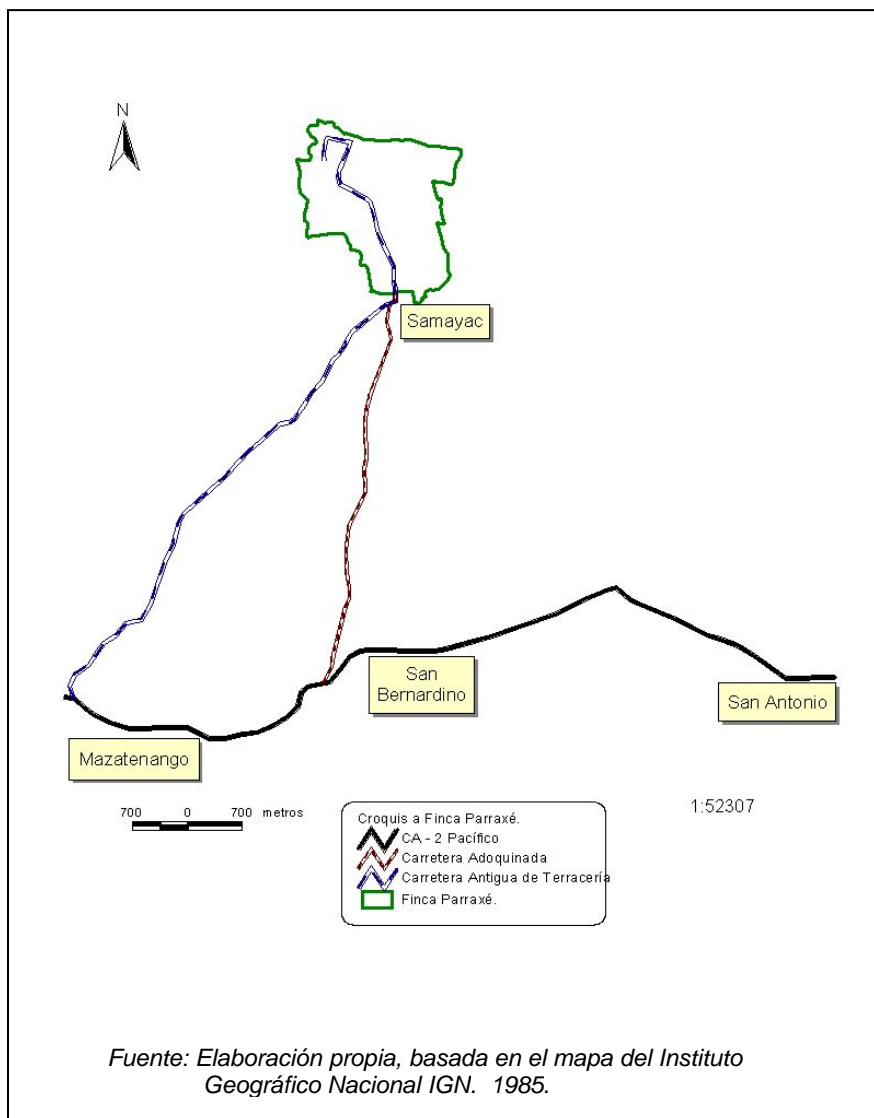 N
Samayac
San
Bernardino
San Antonio
Mazatenango
700 0 700 metros
1:52307
Croquis a Finca Parraxé.
CA - 2 Pacífico
Carretera Adoquinada
Carretera Antigua de Terracería
Finca Parraxé.
Fuente: Elaboración propia, basada en el mapa del Instituto
Geográfico Nacional IGN. 1985.